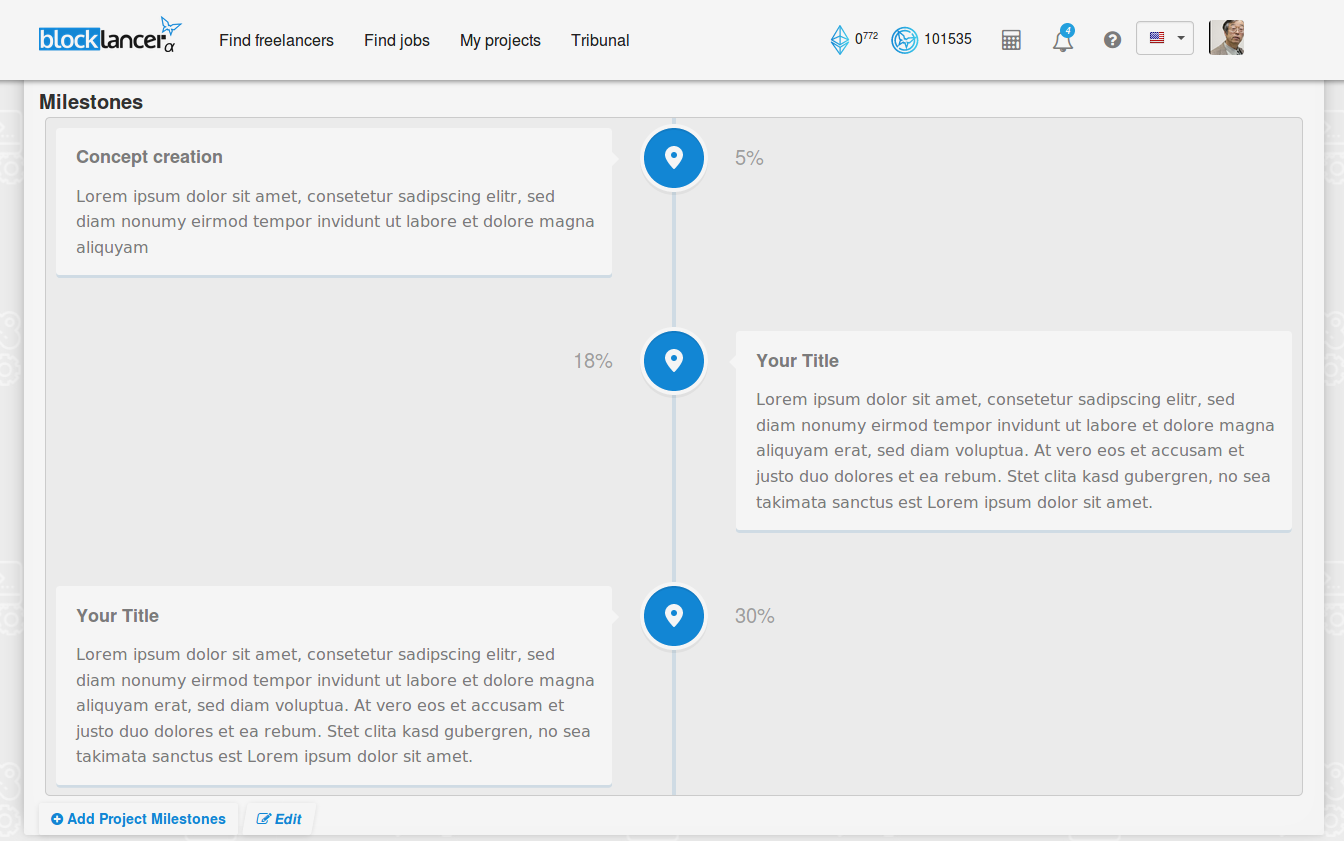 blocklancer α
Find freelancers
Find jobs
My projects
Tribunal
0772
101535
4
?
Milestones
Concept creation
5%
Lorem ipsum dolor sit amet, consetetur sadipscing elitr, sed
diam nonumy eirmod tempor invidunt ut labore et dolore magna
aliquyam
18%
Your Title
Lorem ipsum dolor sit amet, consetetur sadipscing elitr, sed
diam nonumy eirmod tempor invidunt ut labore et dolore magna
aliquyam erat, sed diam voluptua. At vero eos et accusam et
justo duo dolores et ea rebum. Stet clita kasd gubergren, no sea
takimata sanctus est Lorem ipsum dolor sit amet.
Your Title
30%
Lorem ipsum dolor sit amet, consetetur sadipscing elitr, sed
diam nonumy eirmod tempor invidunt ut labore et dolore magna
aliquyam erat, sed diam voluptua. At vero eos et accusam et
justo duo dolores et ea rebum. Stet clita kasd gubergren, no sea
takimata sanctus est Lorem ipsum dolor sit amet.
Add Project Milestones
Edit